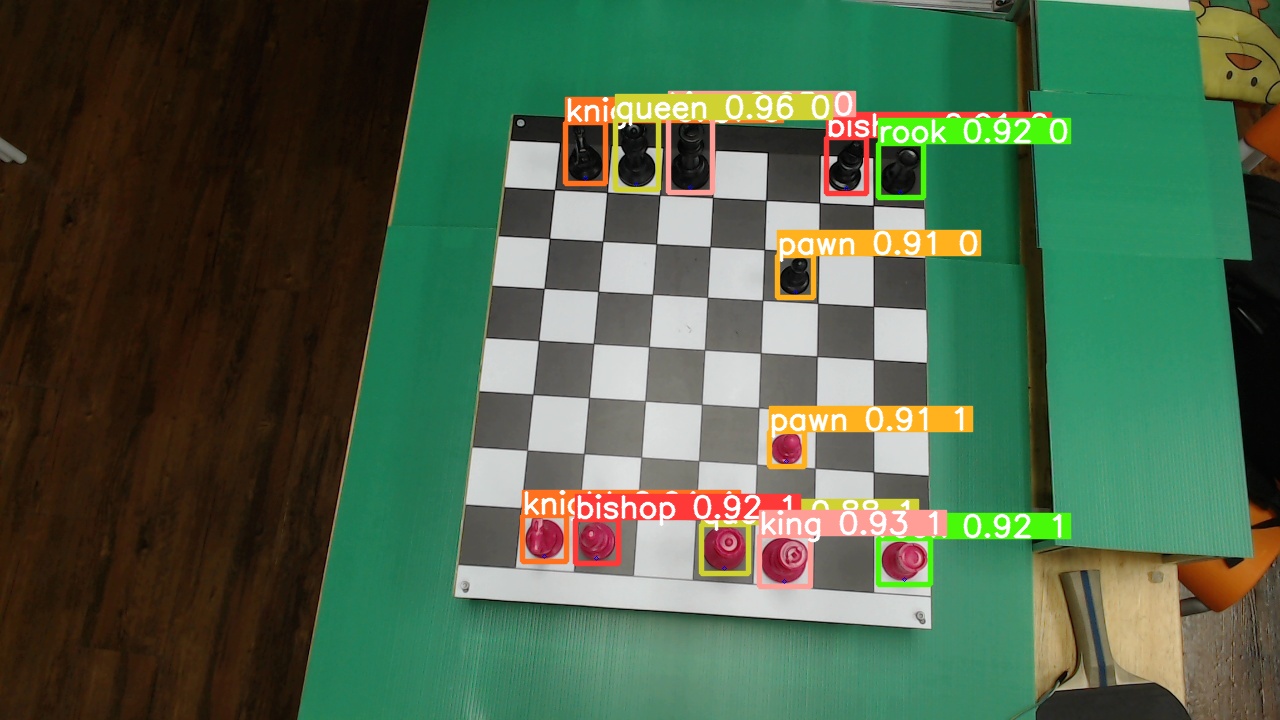 queen 0.96 0
rook 0.92 0
pawn 0.91 0
pawn 0.91 1
bishop 0.92 1
king 0.93 1
0.92 1